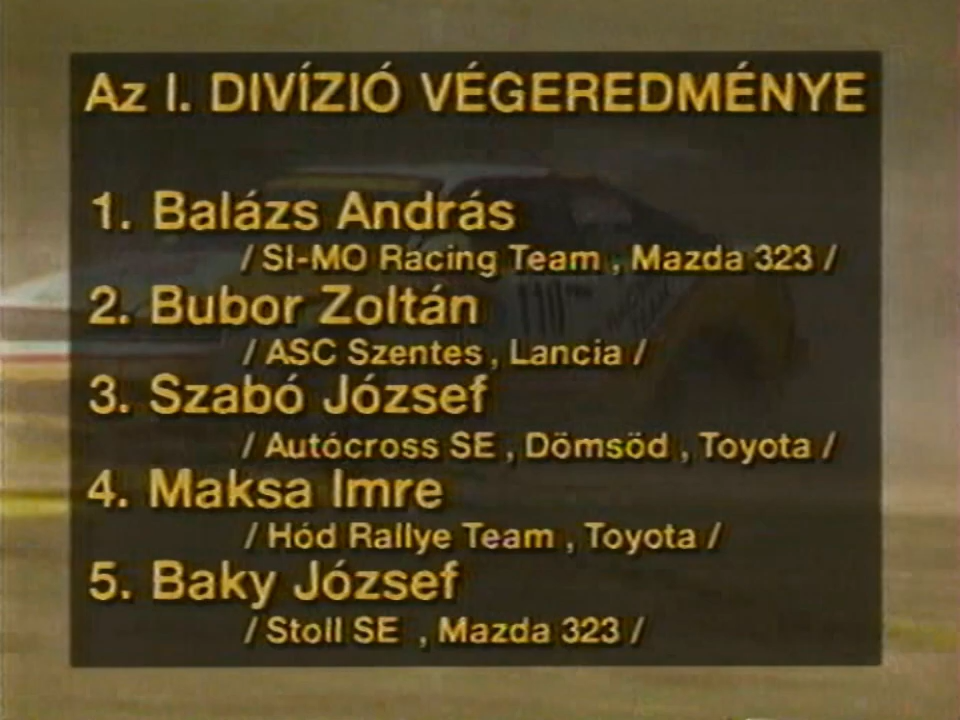 Az I. DIVÍZIÓ VÉGEREDMÉNYE
1. Balázs András
/ SI-MO Racing Team , Mazda 323 /
2. Bubor Zoltán
/ ASC Szentes , Lancia /
3. Szabó József
/ Autócross SE , Dömsöd , Toyota /
4. Maksa Imre
/ Hód Rallye Team , Toyota /
5. Baky József
/ Stoll SE , Mazda 323 /
110